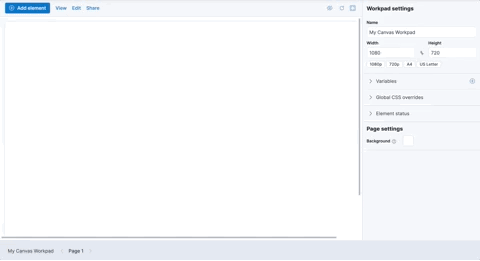 Add element View Edit Share
Workpad settings
Name
My Canvas Workpad
Width Height
1080 720
1080p 720p A4 US Letter
Variables
Global CSS overrides
Element status
Page settings
Background
My Canvas Workpad Page 1